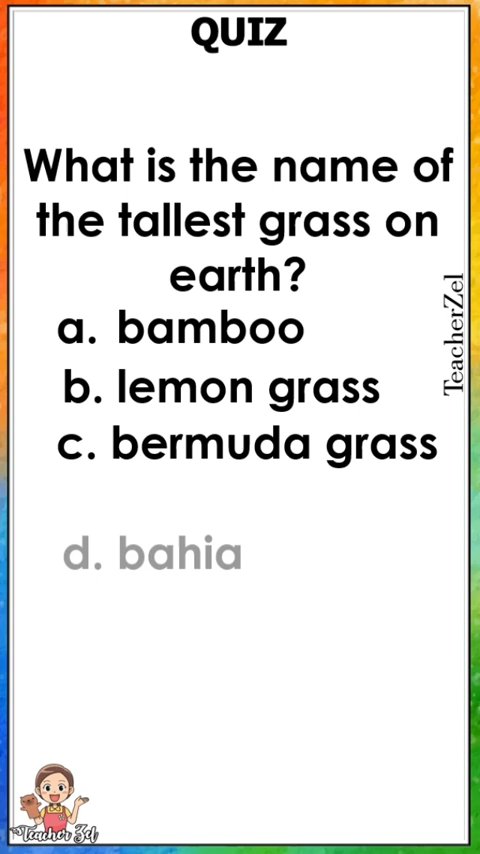 QUIZ
What is the name of
the tallest grass on
earth?
a. bamboo
b. lemon grass
c. bermuda grass
d. bahia
TeacherZel
Teacher Zel